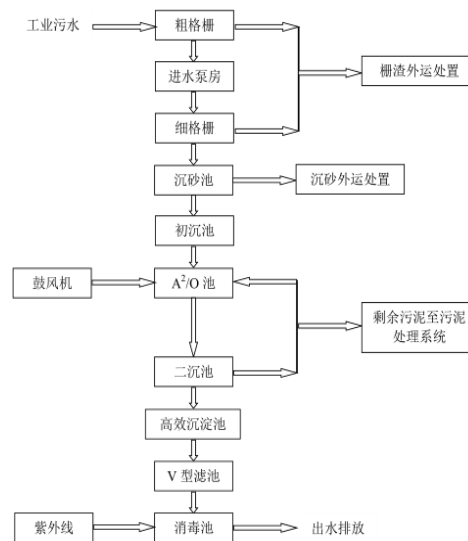 工业污水
粗格栅
进水泵房
栅渣外运处置
细格栅
沉砂池
沉砂外运处置
初沉池
鼓风机
A²/O 池
剩余污泥至污泥
处理系统
二沉池
高效沉淀池
V 型滤池
紫外线
消毒池
出水排放